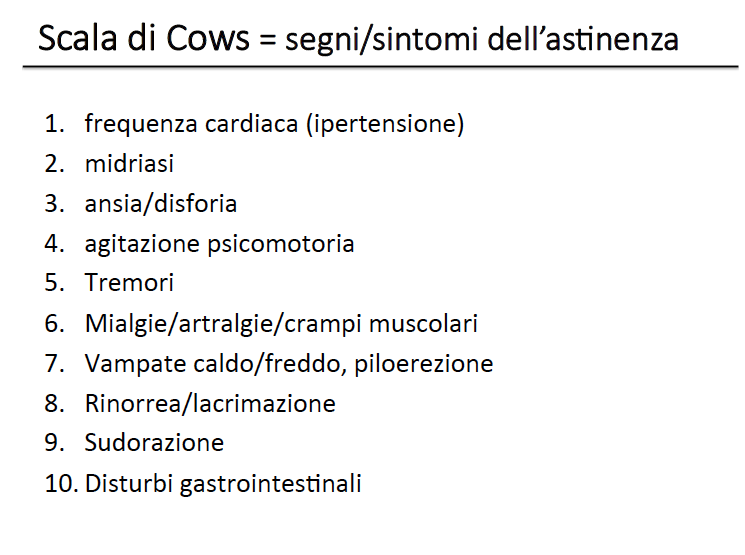 Scala di Cows = segni/sintomi dell’astinenza
1. frequenza cardiaca (ipertensione)
2. midriasi
3. ansia/disforia
4. agitazione psicomotoria
5. Tremori
6. Mialgie/artralgie/crampi muscolari
7. Vampate caldo/freddo, piloerezione
8. Rinorrea/lacrimazione
9. Sudorazione
10. Disturbi gastrointestinali